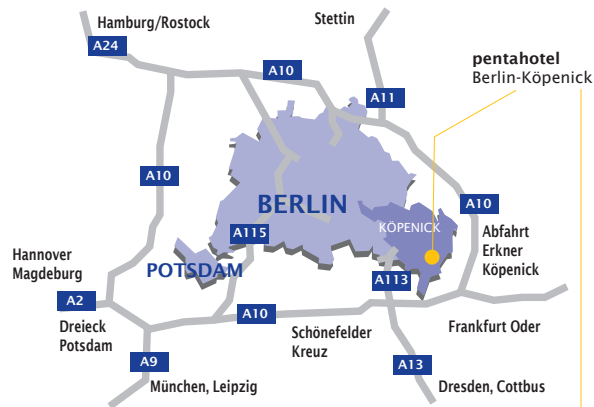 Hamburg/Rostock
Stettin
A24
A10
pentahotel
Berlin-Köpenick
A11
A10
A10
BERLIN
KÖPENICK
A115
Abfahrt
Erkner
Köpenick
Hannover
Magdeburg
POTSDAM
A113
A2
A10
Dreieck
Potsdam
Schönefelder
Kreuz
Frankfurt Oder
A9
A13
München, Leipzig
Dresden, Cottbus